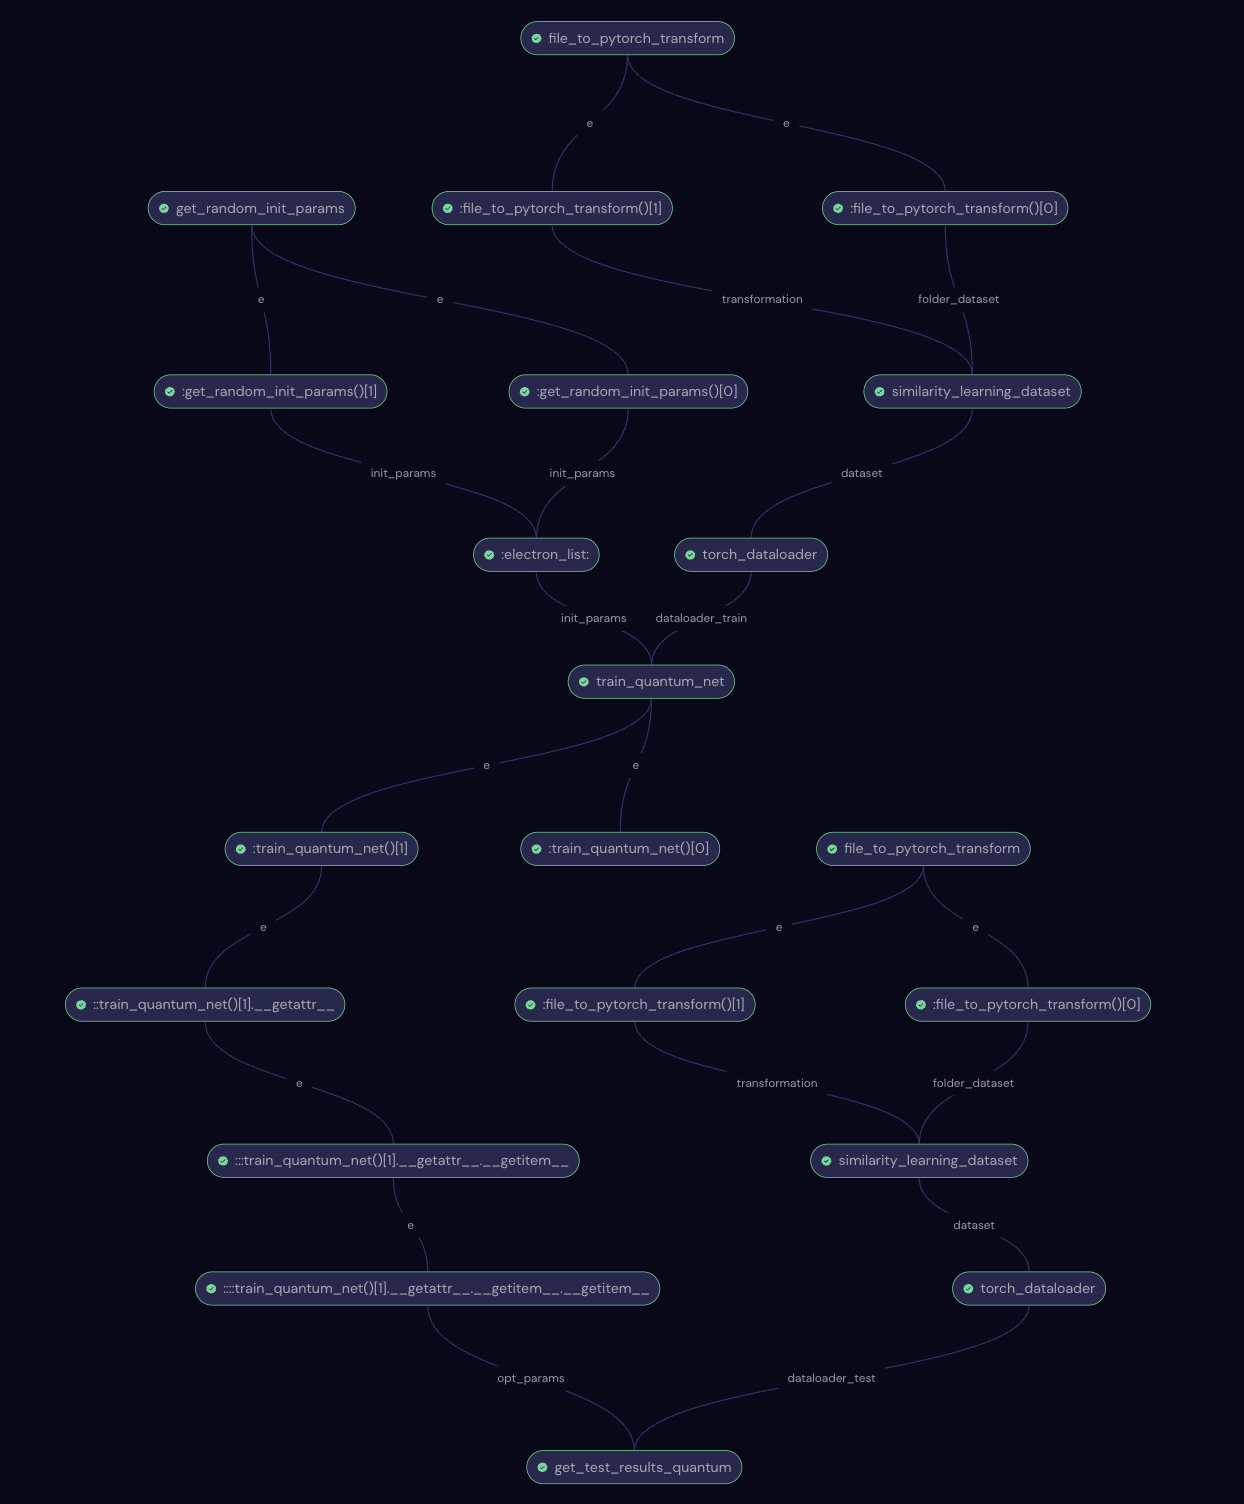 file_to_pytorch_transform
e
e
get_random_init_params
:file_to_pytorch_transform()[1]
:file_to_pytorch_transform()[0]
e
e
transformation
folder_dataset
:get_random_init_params()[1]
:get_random_init_params()[0]
similarity_learning_dataset
init_params
init_params
dataset
:electron_list:
torch_dataloader
init_params
dataloader_train
train_quantum_net
e
e
:train_quantum_net()[1]
:train_quantum_net()[0]
file_to_pytorch_transform
e
e
e
::train_quantum_net()[1].__getattr__
:file_to_pytorch_transform()[1]
:file_to_pytorch_transform()[0]
e
transformation
folder_dataset
:::train_quantum_net()[1].__getattr__.__getitem__
similarity_learning_dataset
e
dataset
::::train_quantum_net()[1].__getattr__.__getitem__.__getitem__
torch_dataloader
opt_params
dataloader_test
get_test_results_quantum